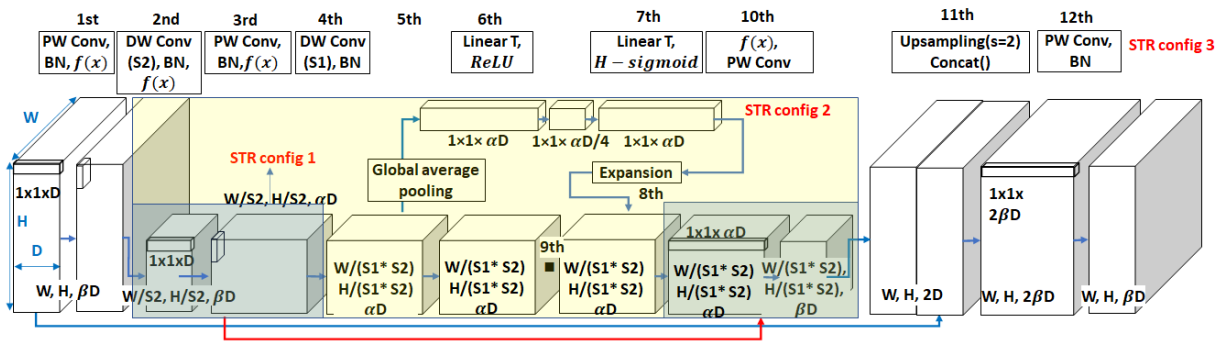 1st
2nd
3rd
4th
5th
6th
7th
10th
11th
12th
PW Conv,
BN, f(x)
DW Conv
(S2), BN,
f(x)
PW Conv,
BN,f(x)
DW Conv
(S1), BN
Linear T,
ReLU
Linear T,
H − sigmoid
f(x),
PW Conv
Upsampling(s=2)
Concat()
PW Conv,
BN
STR config 3
W
1x1xD
H
D
W, H, βD
STR config 1
W/S2, H/S2, αD
1x1xD
W/S2, H/S2, βD
Global average
pooling
1×1× αD
1×1× αD/4
1×1× αD
STR config 2
Expansion
8th
9th
W/(S1* S2)
H/(S1* S2)
αD
W/(S1* S2)
H/(S1* S2)
αD
W/(S1* S2)
H/(S1* S2)
αD
1x1x αD
W/(S1* S2)
H/(S1* S2)
αD
W/(S1* S2),
H/(S1* S2),
βD
W, H, 2D
1x1x
2βD
W, H, 2βD
W, H, βD